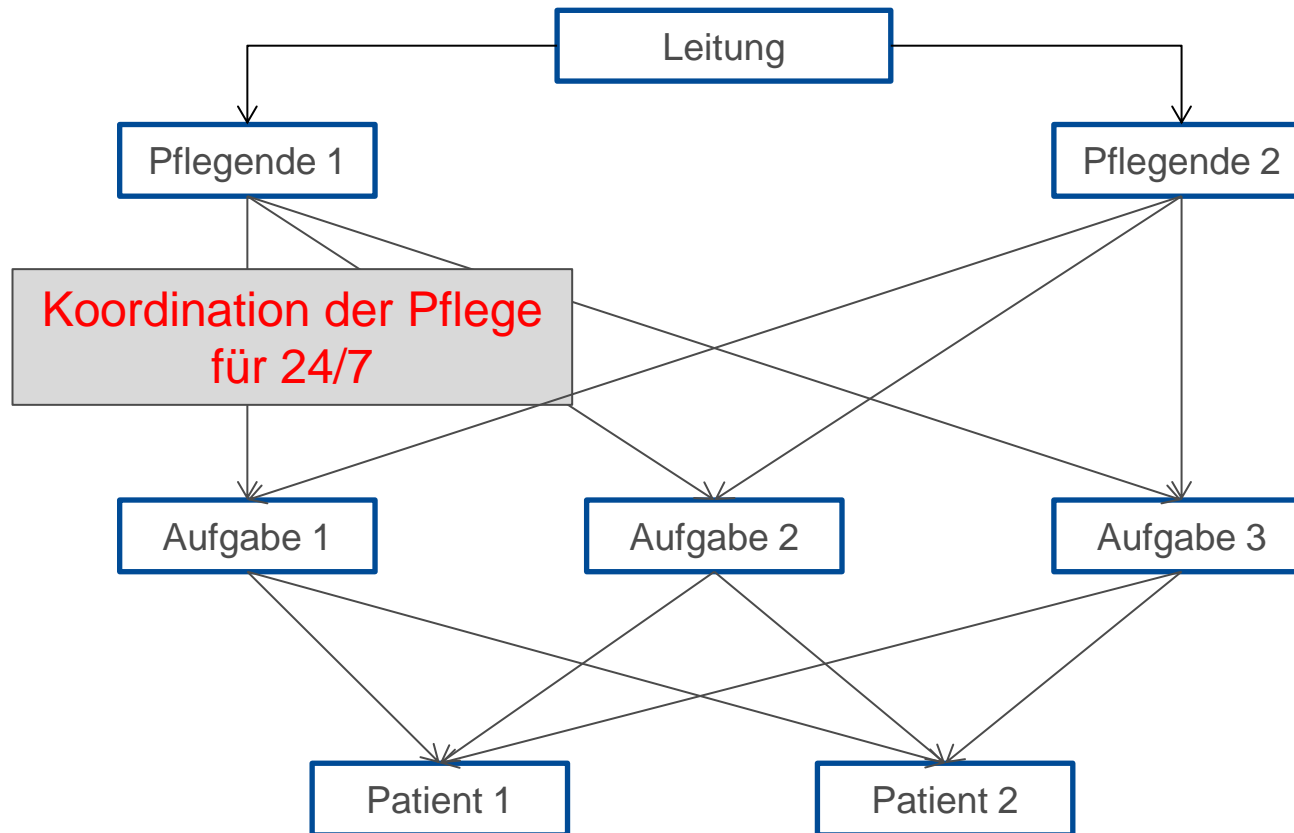 Leitung
Pflegende 1
Pflegende 2
Koordination der Pflege
für 24/7
Aufgabe 1
Aufgabe 2
Aufgabe 3
Patient 1
Patient 2